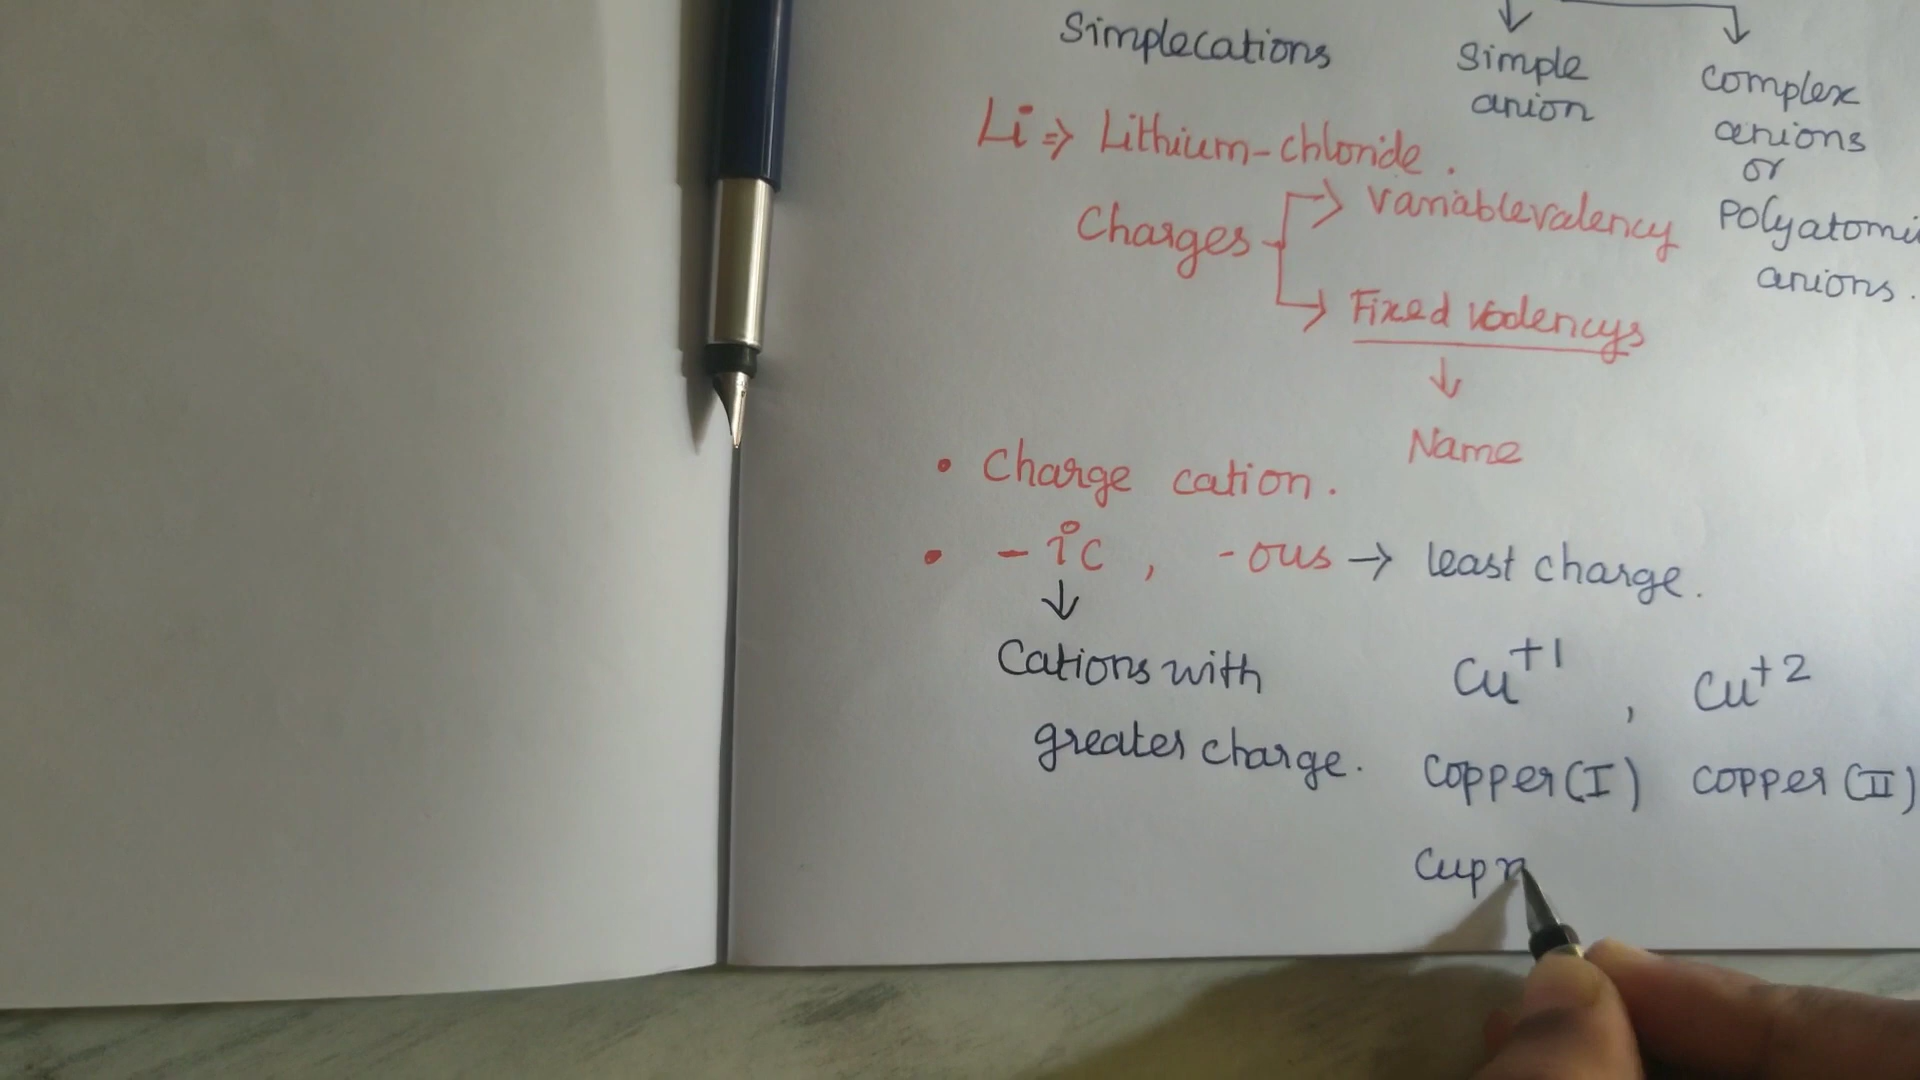 Simplecations
Simple
anion
complex
anions
or
Polyatomi
anions.
Li => Lithium-chloride.
Charges
variablevalency
Fixed valencys
Name
• Charge cation.
• -ic , -ous → least charge.
Cations with
greater charge.
Cu+1 , Cu+2
Copper(I) copper(II)
Cupr